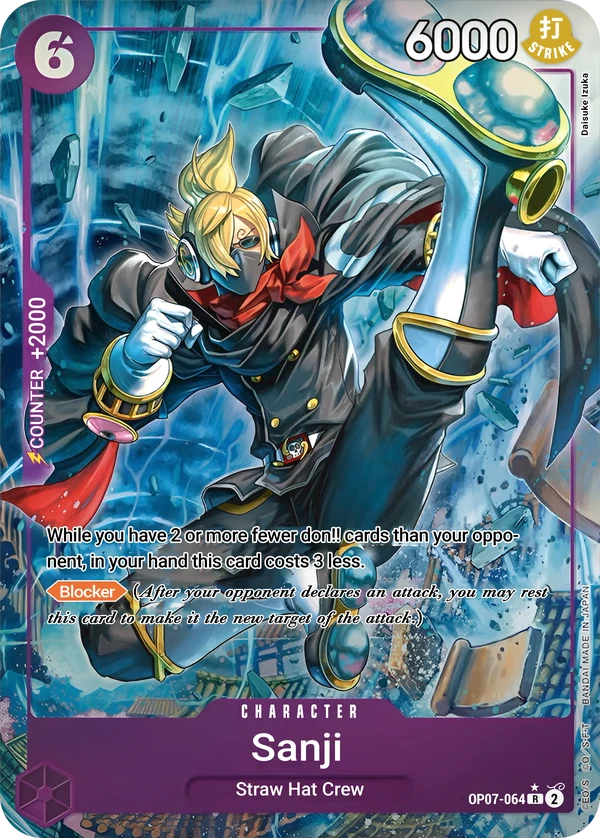 6
6000
打
STRIKE
Daisuke Izuka
COUNTER +2000
While you have 2 or more fewer don!! cards than your oppo-
nent, in your hand this card costs 3 less.
Blocker (After your opponent declares an attack, you may rest
this card to make it the new target of the attack.)
CHARACTER
Sanji
Straw Hat Crew
OP07-064 R 2
BANDAI MADE IN JAPAN